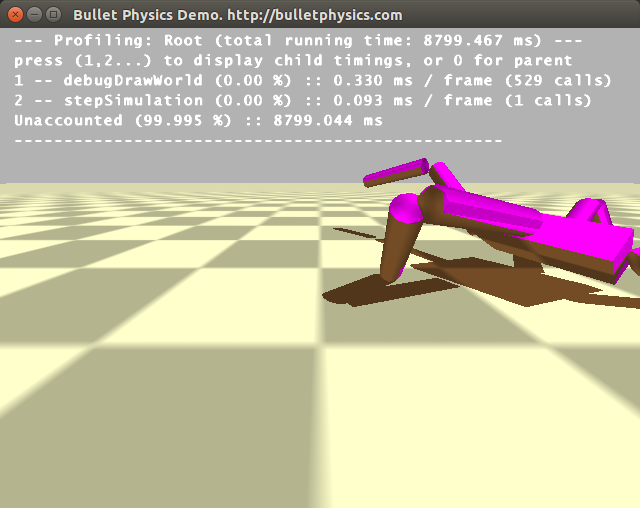 Bullet Physics Demo. http://bulletphysics.com
--- Profiling: Root (total running time: 8799.467 ms) ---
press (1,2...) to display child timings, or 0 for parent
1 -- debugDrawWorld (0.00 %) :: 0.330 ms / frame (529 calls)
2 -- stepSimulation (0.00 %) :: 0.093 ms / frame (1 calls)
Unaccounted (99.995 %) :: 8799.044 ms
-------------------------------------------------